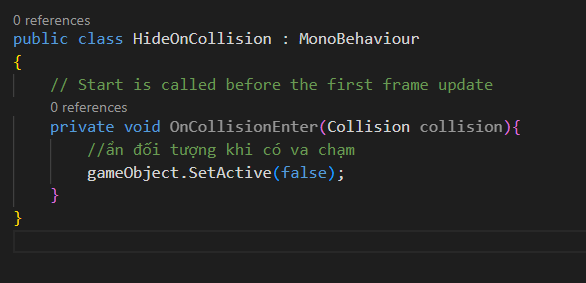 0 references
public class HideOnCollision : MonoBehaviour
{
// Start is called before the first frame update
0 references
private void OnCollisionEnter(Collision collision){
//ẩn đối tượng khi có va chạm
gameObject.SetActive(false);
}
}